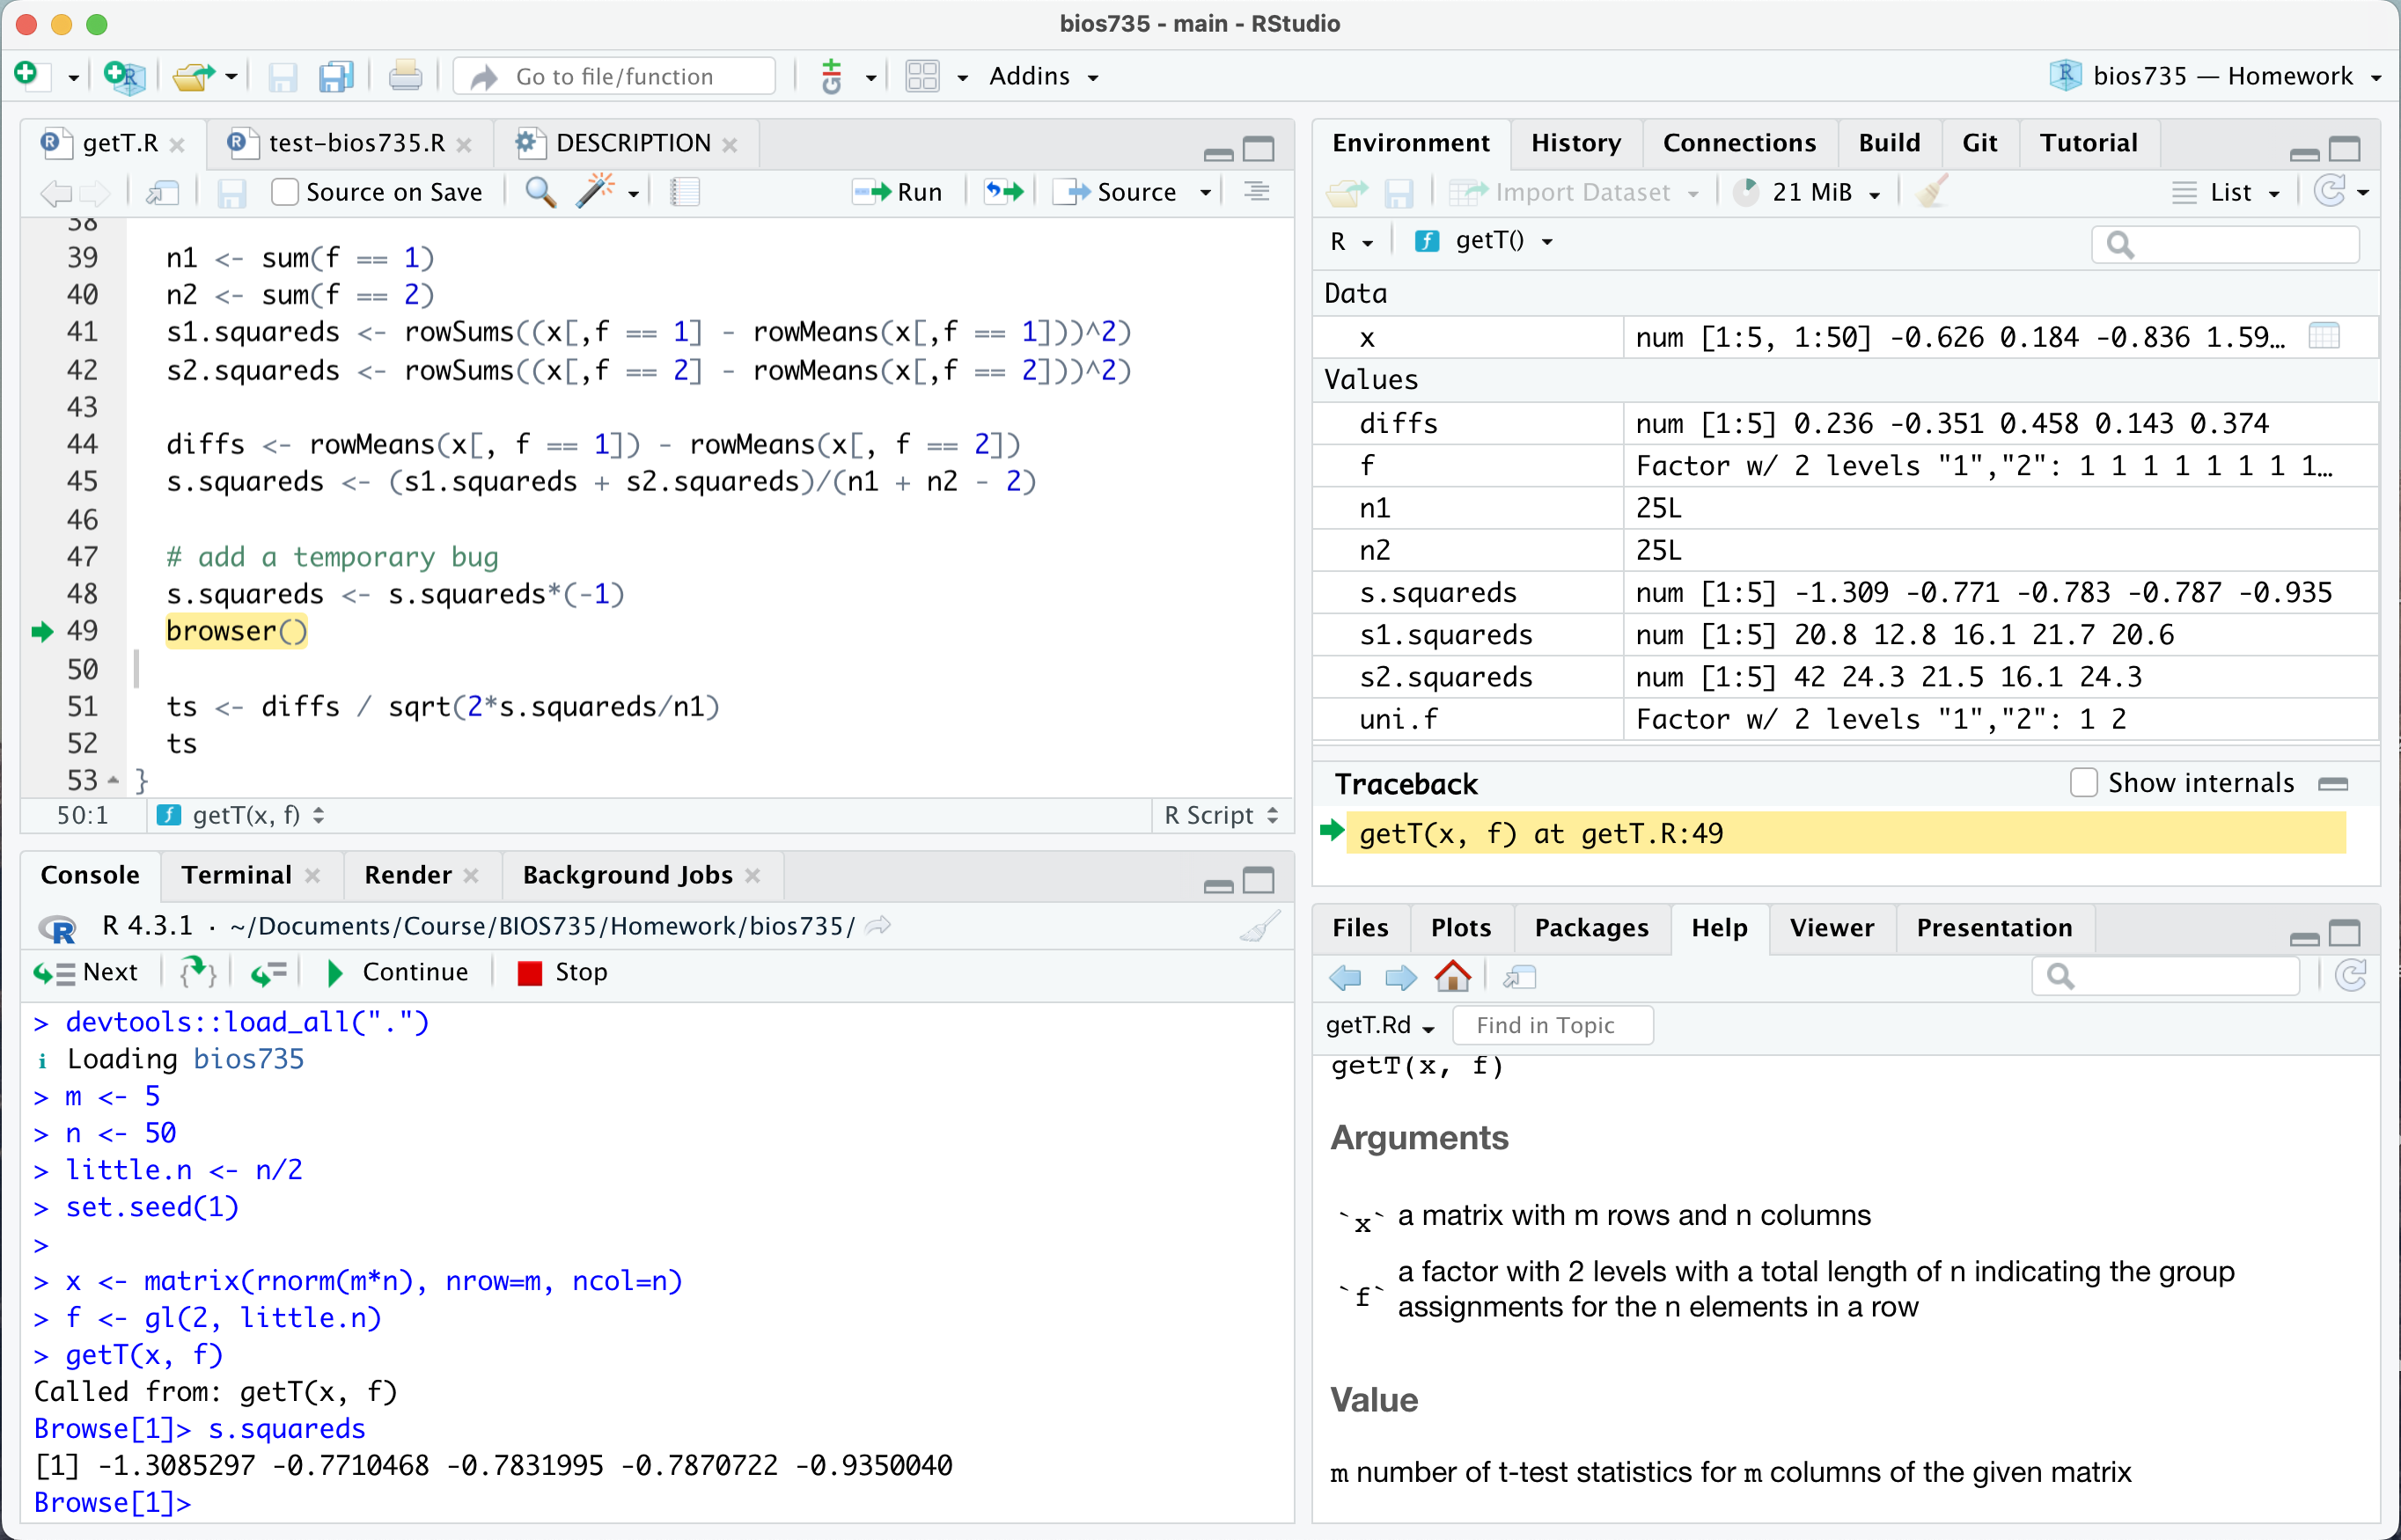 bios735 - main - RStudio
Go to file/function
Addins
bios735 — Homework
getT.R
test-bios735.R
DESCRIPTION
Source on Save
Run
Source
38
39 n1 <- sum(f == 1)
40 n2 <- sum(f == 2)
41 s1.squareds <- rowSums((x[,f == 1] - rowMeans(x[,f == 1]))^2)
42 s2.squareds <- rowSums((x[,f == 2] - rowMeans(x[,f == 2]))^2)
43
44 diffs <- rowMeans(x[, f == 1]) - rowMeans(x[, f == 2])
45 s.squareds <- (s1.squareds + s2.squareds)/(n1 + n2 - 2)
46
47 # add a temporary bug
48 s.squareds <- s.squareds*(-1)
49 browser()
50
51 ts <- diffs / sqrt(2*s.squareds/n1)
52 ts
53 }
50:1 getT(x, f) R Script
Console
Terminal
Render
Background Jobs
R 4.3.1 · ~/Documents/Course/BIOS735/Homework/bios735/
Next
Continue
Stop
> devtools::load_all(".")
ℹ Loading bios735
> m <- 5
> n <- 50
> little.n <- n/2
> set.seed(1)
>
> x <- matrix(rnorm(m*n), nrow=m, ncol=n)
> f <- gl(2, little.n)
> getT(x, f)
Called from: getT(x, f)
Browse[1]> s.squareds
[1] -1.3085297 -0.7710468 -0.7831995 -0.7870722 -0.9350040
Browse[1]>
Environment
History
Connections
Build
Git
Tutorial
Import Dataset
21 MiB
List
R
getT()
Data
x num [1:5, 1:50] -0.626 0.184 -0.836 1.59…
Values
diffs num [1:5] 0.236 -0.351 0.458 0.143 0.374
f Factor w/ 2 levels "1","2": 1 1 1 1 1 1 1 1…
n1 25L
n2 25L
s.squareds num [1:5] -1.309 -0.771 -0.783 -0.787 -0.935
s1.squareds num [1:5] 20.8 12.8 16.1 21.7 20.6
s2.squareds num [1:5] 42 24.3 21.5 16.1 24.3
uni.f Factor w/ 2 levels "1","2": 1 2
Traceback
Show internals
getT(x, f) at getT.R:49
Files
Plots
Packages
Help
Viewer
Presentation
getT.Rd
Find in Topic
getT(x, f)
Arguments
`x` a matrix with m rows and n columns
`f` a factor with 2 levels with a total length of n indicating the group
assignments for the n elements in a row
Value
m number of t-test statistics for m columns of the given matrix